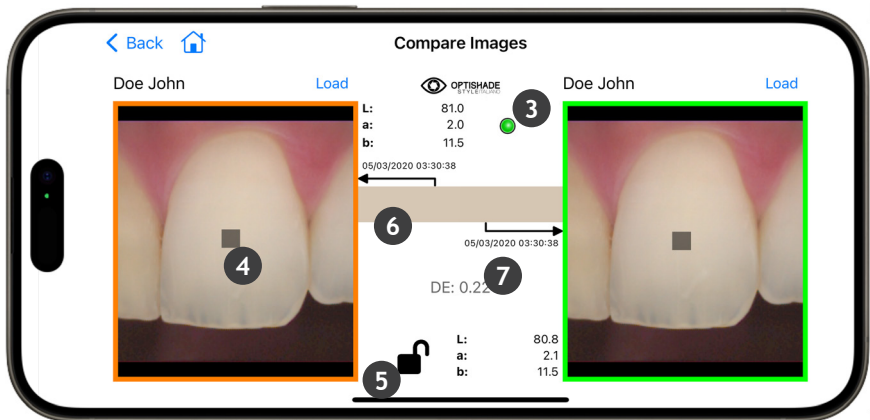 Back
Compare Images
Doe John
Load
OPTISHADE
STYLEITALIANO
Doe John
Load
L: 81.0
a: 2.0
b: 11.5
3
05/03/2020 03:30:38
6
05/03/2020 03:30:38
4
7
DE: 0.22
5
L: 80.8
a: 2.1
b: 11.5